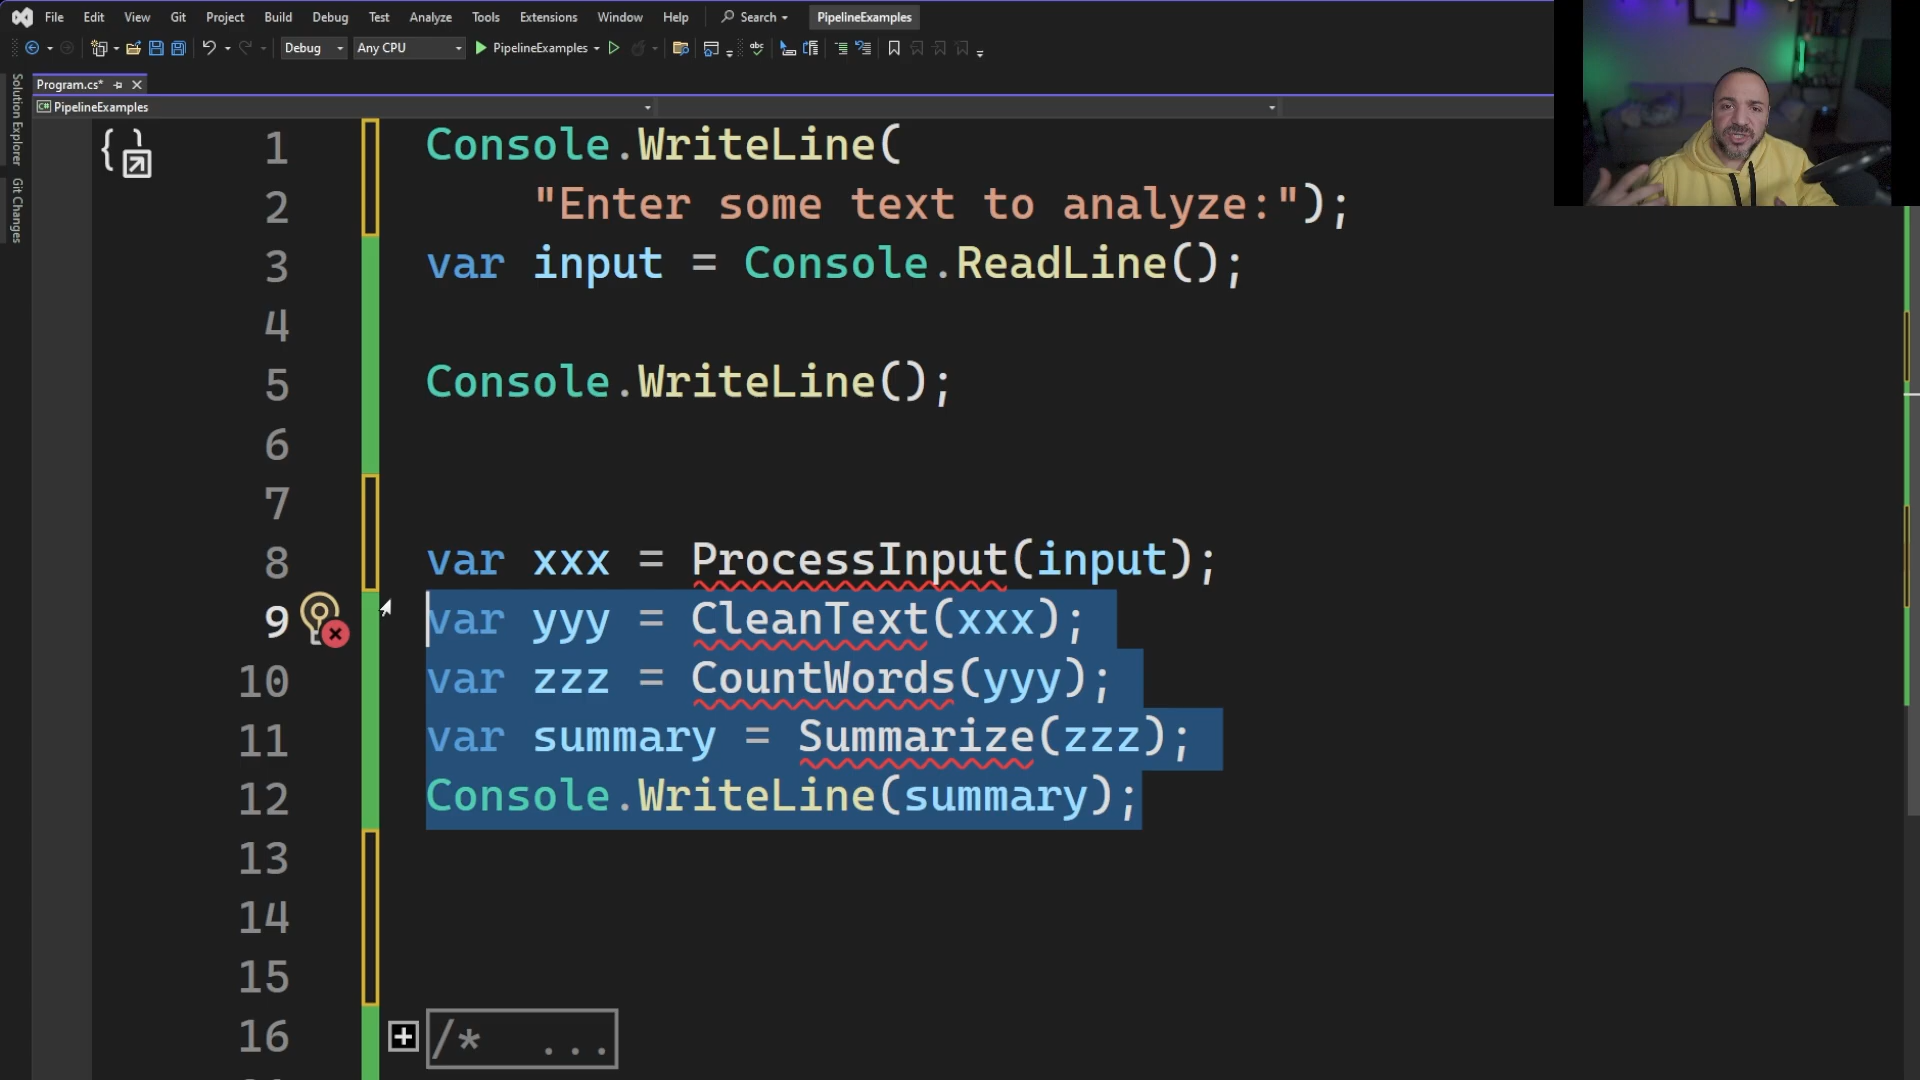 File Edit View Git Project Build Debug Test Analyze Tools Extensions Window Help Search PipelineExamples
Debug Any CPU PipelineExamples abc
Program.cs*
C# PipelineExamples
Solution Explorer
Git Changes
1 Console.WriteLine(
2 "Enter some text to analyze:");
3 var input = Console.ReadLine();
4
5 Console.WriteLine();
6
7
8 var xxx = ProcessInput(input);
9 var yyy = CleanText(xxx);
10 var zzz = CountWords(yyy);
11 var summary = Summarize(zzz);
12 Console.WriteLine(summary);
13
14
15
16 /* ...